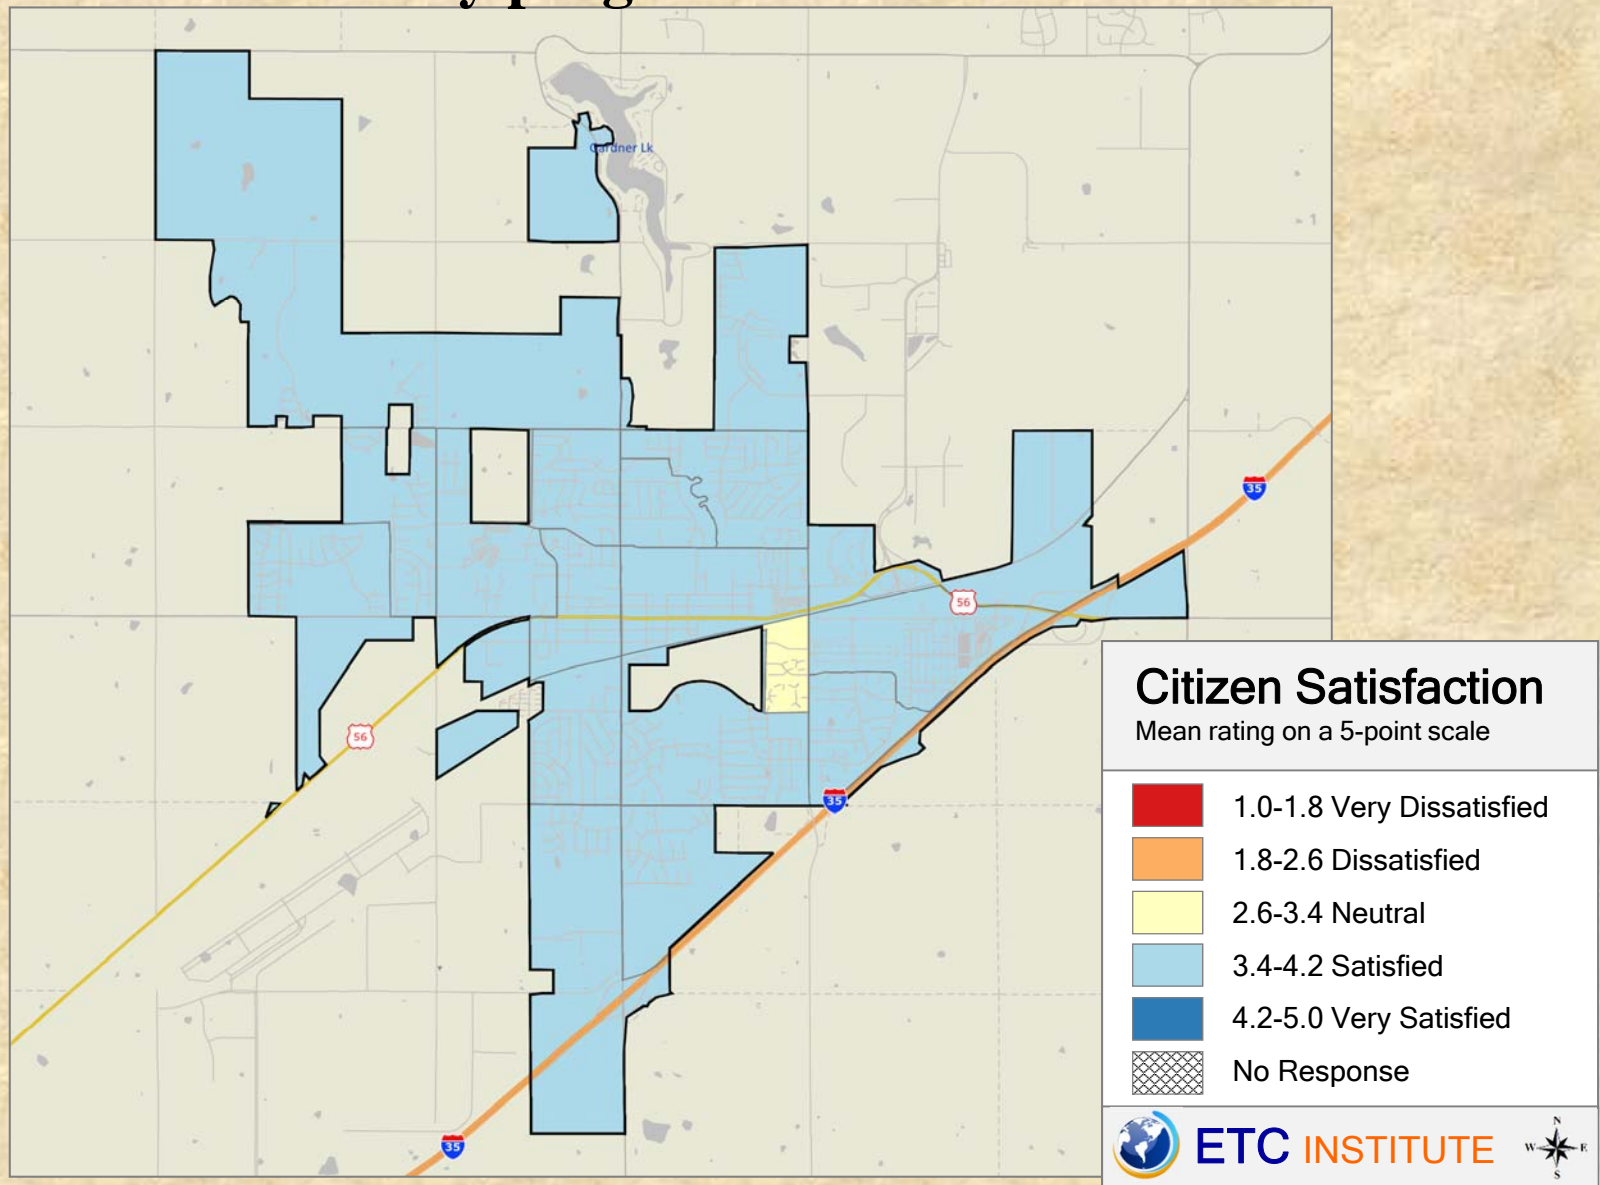 Gardner Lk
1
35
56
56
35
35
Citizen Satisfaction
Mean rating on a 5-point scale
1.0-1.8 Very Dissatisfied
1.8-2.6 Dissatisfied
2.6-3.4 Neutral
3.4-4.2 Satisfied
4.2-5.0 Very Satisfied
No Response
ETC INSTITUTE
N
W E
S